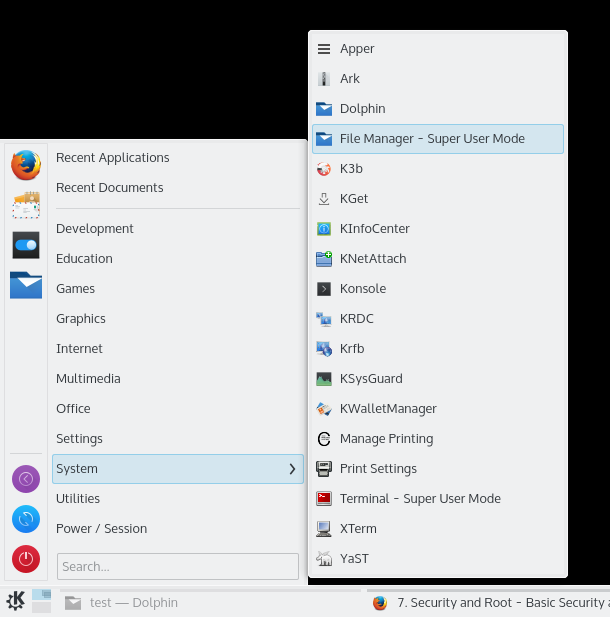 Recent Applications
Recent Documents
Development
Education
Games
Graphics
Internet
Multimedia
Office
Settings
System
Utilities
Power / Session
Search...
Apper
Ark
Dolphin
File Manager - Super User Mode
K3b
KGet
KInfoCenter
KNetAttach
Konsole
KRDC
Krfb
KSysGuard
KWalletManager
Manage Printing
Print Settings
Terminal - Super User Mode
XTerm
YaST
test — Dolphin
7. Security and Root - Basic Security a